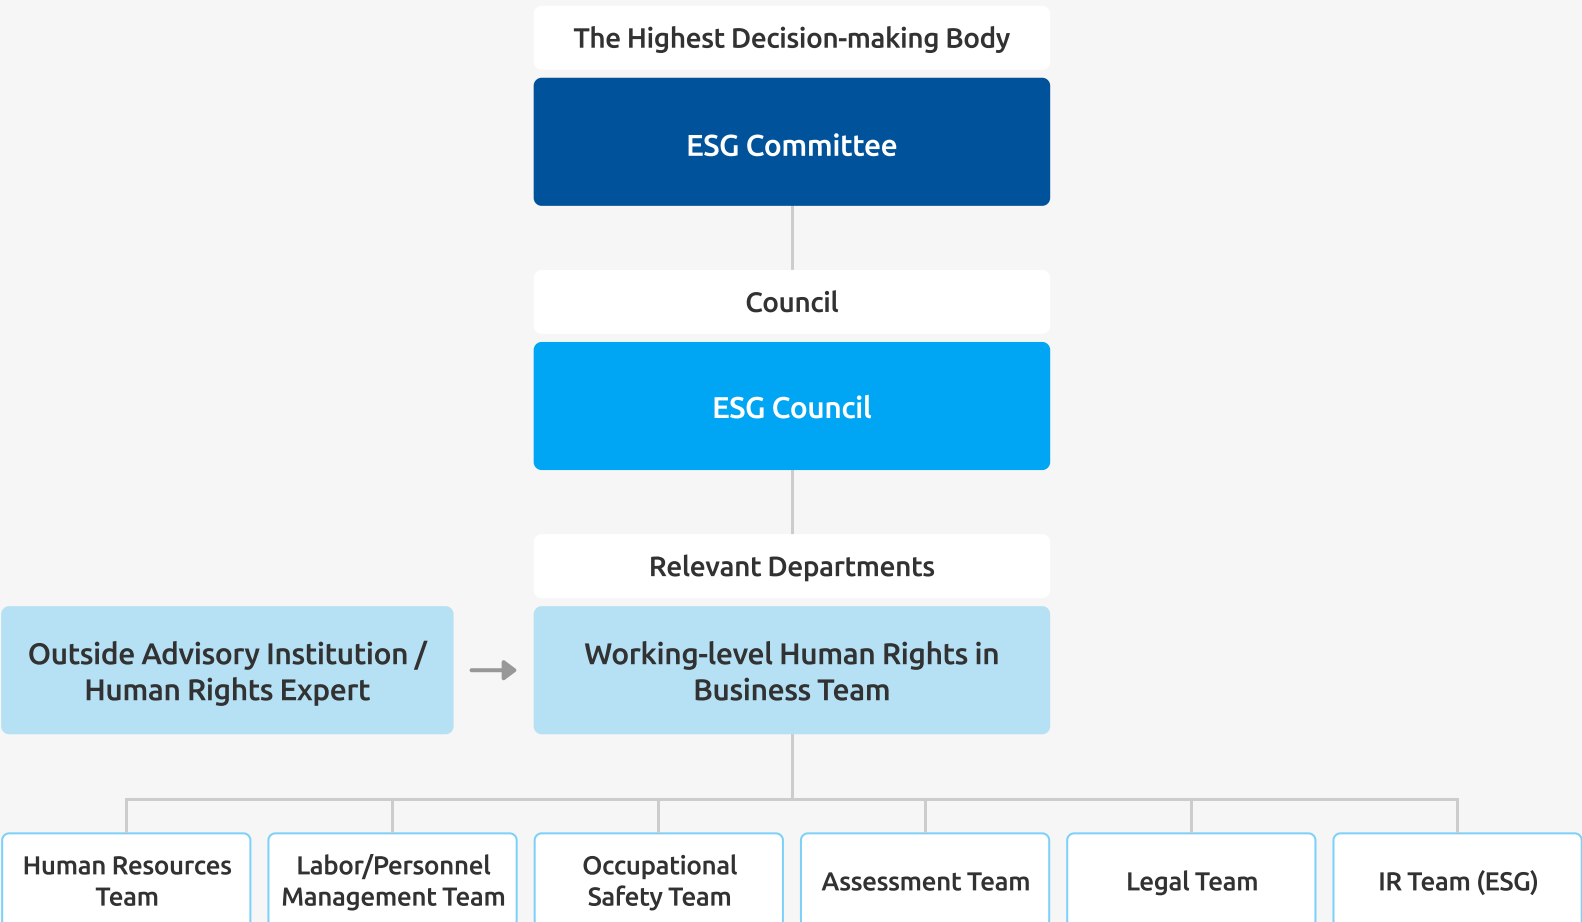 The Highest Decision-making Body
ESG Committee
Council
ESG Council
Relevant Departments
Outside Advisory Institution /
Human Rights Expert
Working-level Human Rights in
Business Team
Human Resources
Team
Labor/Personnel
Management Team
Occupational
Safety Team
Assessment Team
Legal Team
IR Team (ESG)